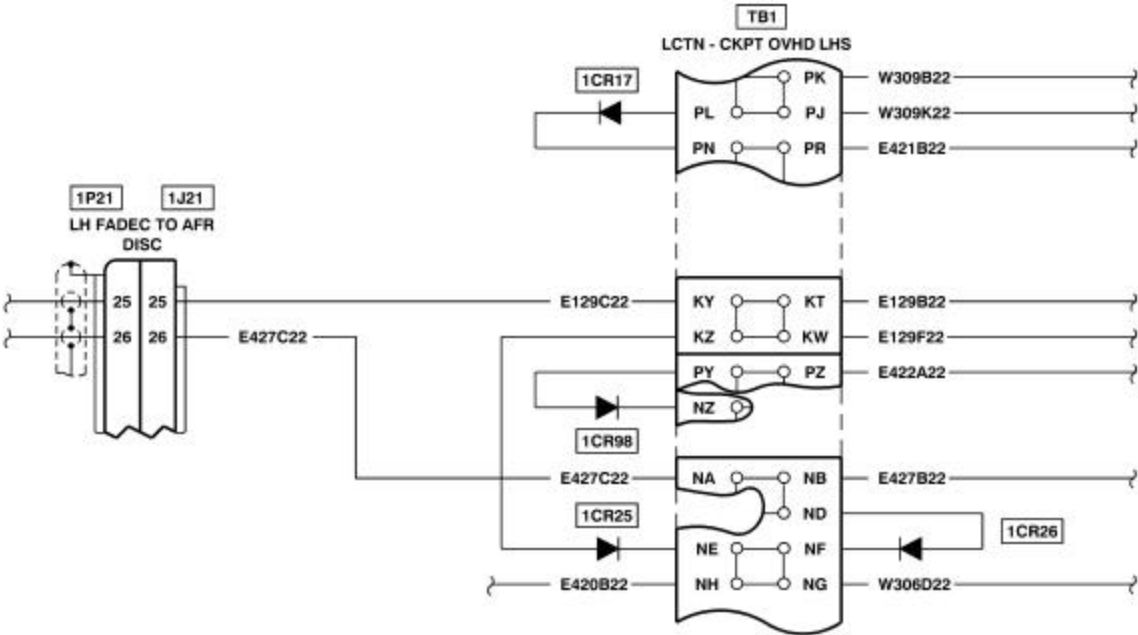 TB1
LCTN - CKPT OVHD LHS
1CR17
PK W309B22
PL PJ W309K22
PN PR E421B22
1P21 1J21
LH FADEC TO AFR
DISC
25 25 E129C22 KY KT E129B22
26 26 E427C22 KZ KW E129F22
PY PZ E422A22
NZ
1CR98
E427C22 NA NB E427B22
1CR25 ND
1CR26
NE NF
E420B22 NH NG W306D22